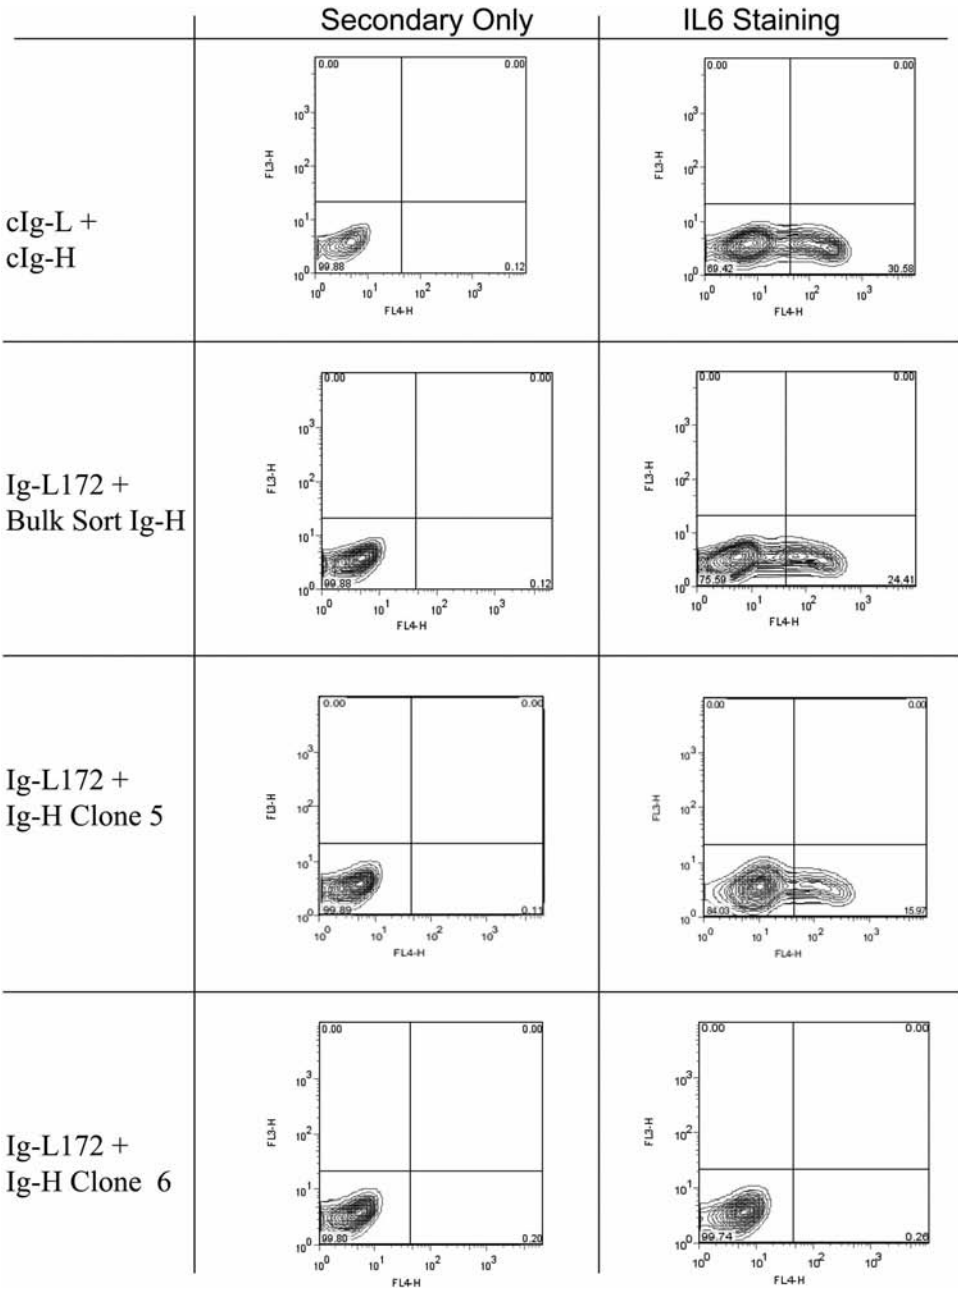 Secondary Only IL6 Staining
cIg-L +
cIg-H
0.00 0.00
10³
10²
10¹
10⁰
FL3-H
99.88 0.12
10⁰ 10¹ 10² 10³
FL4-H
0.00 0.00
10³
10²
10¹
10⁰
FL3-H
69.42 30.58
10⁰ 10¹ 10² 10³
FL4-H
Ig-L172 +
Bulk Sort Ig-H
0.00 0.00
10³
10²
10¹
10⁰
FL3-H
99.88 0.12
10⁰ 10¹ 10² 10³
FL4-H
0.00 0.00
10³
10²
10¹
10⁰
FL3-H
75.59 24.41
10⁰ 10¹ 10² 10³
FL4-H
Ig-L172 +
Ig-H Clone 5
0.00 0.00
10³
10²
10¹
10⁰
FL3-H
99.89 0.11
10⁰ 10¹ 10² 10³
FL4-H
0.00 0.00
10³
10²
10¹
10⁰
FL3-H
84.03 15.97
10⁰ 10¹ 10² 10³
FL4-H
Ig-L172 +
Ig-H Clone 6
0.00 0.00
10³
10²
10¹
10⁰
FL3-H
99.80 0.20
10⁰ 10¹ 10² 10³
FL4-H
0.00 0.00
10³
10²
10¹
10⁰
FL3-H
99.74 0.26
10⁰ 10¹ 10² 10³
FL4-H